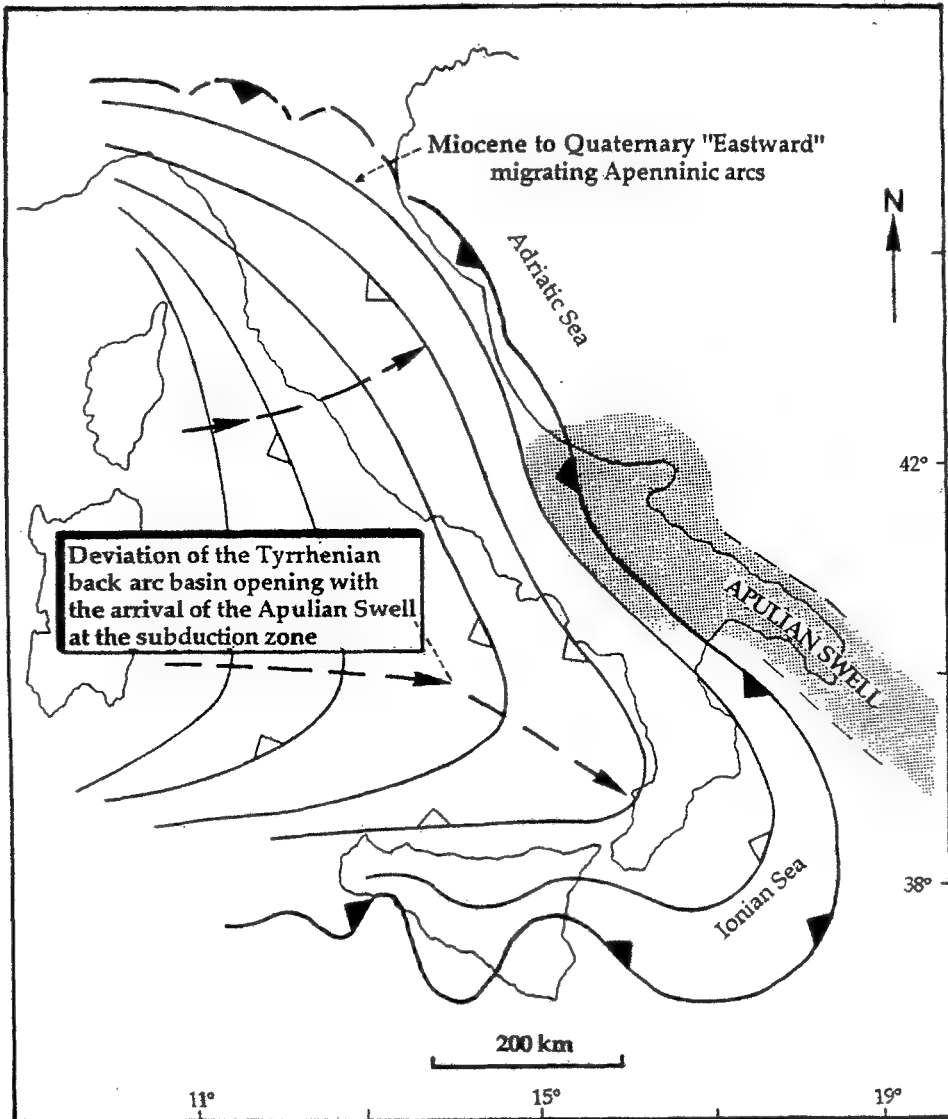 Miocene to Quaternary "Eastward"
migrating Apenninic arcs
N
Adriatic Sea
42°
Deviation of the Tyrrhenian
back arc basin opening with
the arrival of the Apulian Swell
at the subduction zone
APULIAN SWELL
38°
Ionian Sea
200 km
11°
15°
19°